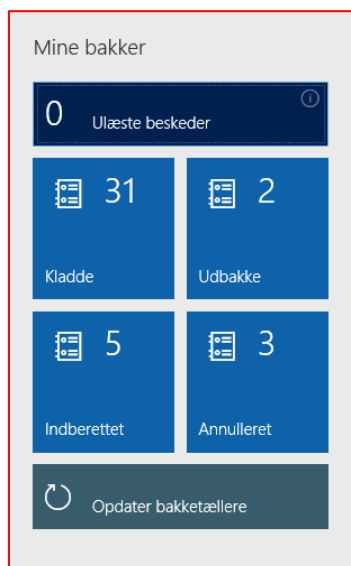 Mine bakker
0 Ulæste beskeder
31 2
Kladde Udbakke
5 3
Indberettet Annulleret
Opdater bakketællere